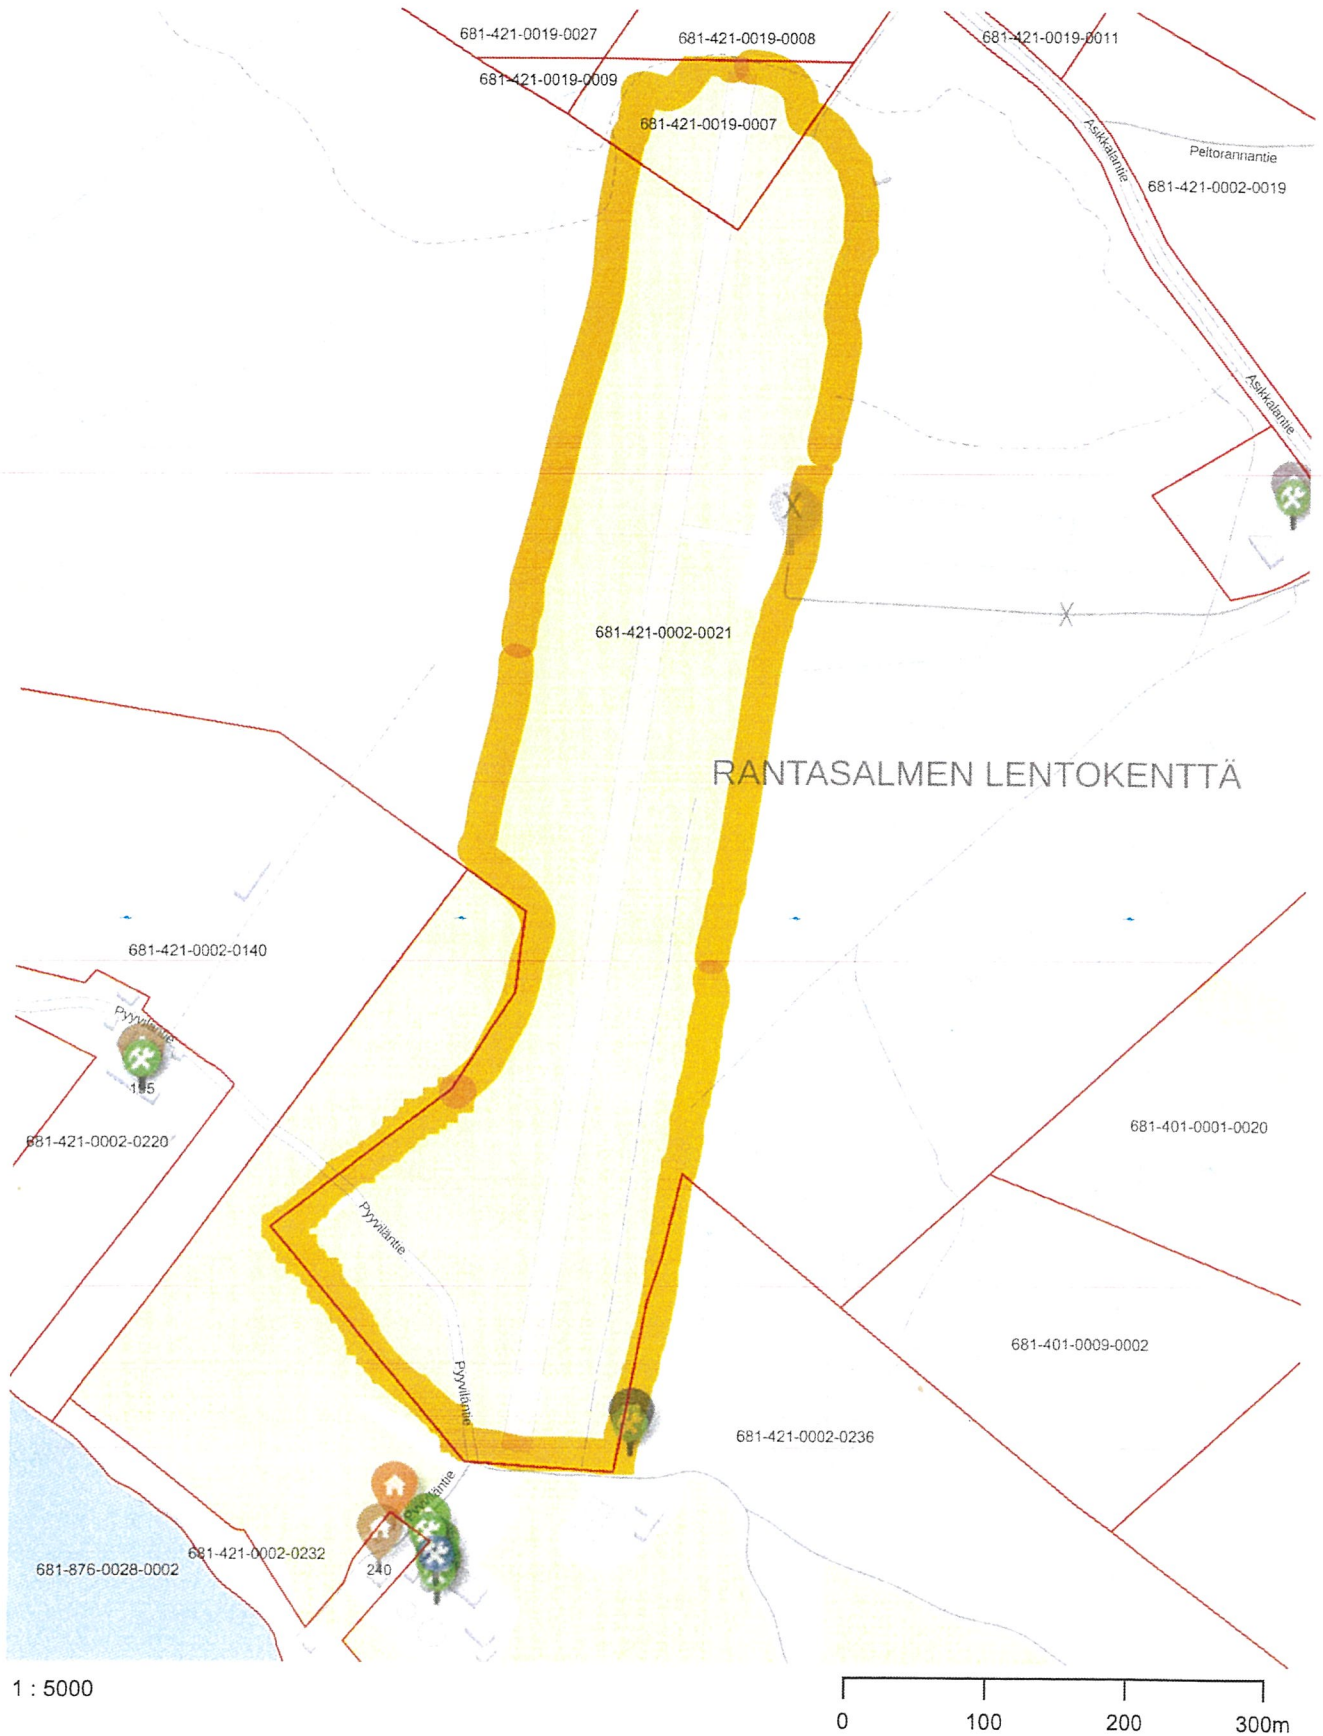 681-421-0019-0027
681-421-0019-0008
681-421-0019-0011
681-421-0019-0009
681-421-0019-0007
Asikkalantie
Peltorannantie
681-421-0002-0019
Asikkalantie
X
X
681-421-0002-0021
RANTASALMEN LENTOKENTTÄ
681-421-0002-0140
Pyyviläntie
195
681-421-0002-0220
681-401-0001-0020
Pyyviläntie
681-401-0009-0002
Pyyviläntie
681-421-0002-0236
Pyyviläntie
681-421-0002-0232
681-876-0028-0002
240
1 : 5000
0 100 200 300m